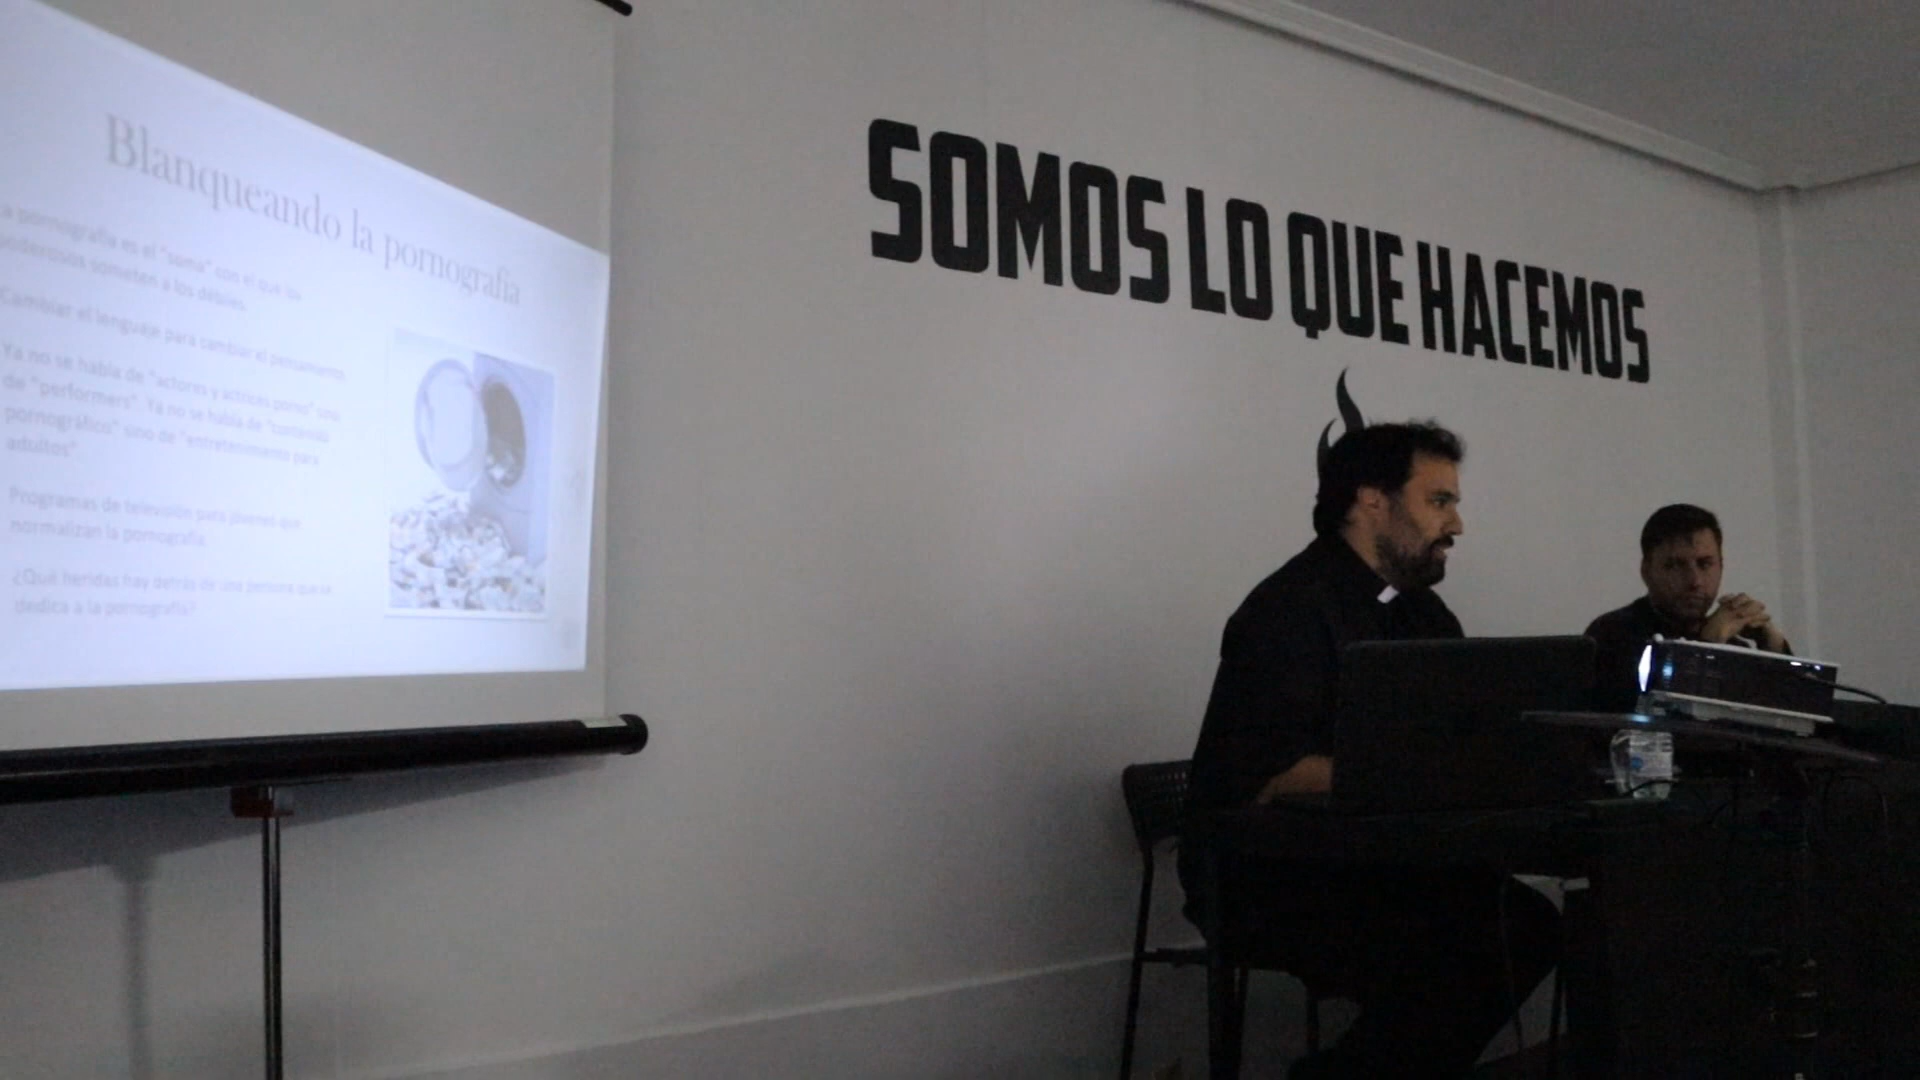 Blanqueando la pornografía
La pornografía es el "soma" con el que los
poderosos someten a los débiles.
Cambiar el lenguaje para cambiar el pensamiento
Ya no se habla de "actores y actrices porno" sino
de "performers". Ya no se habla de "contenido
pornográficos" sino de "entretenimiento para
adultos"
Programas de televisión para jóvenes que
normalizan la pornografía.
¿Qué heridas hay detrás de una persona que se
dedica a la pornografía?
SOMOS LO QUE HACEMOS